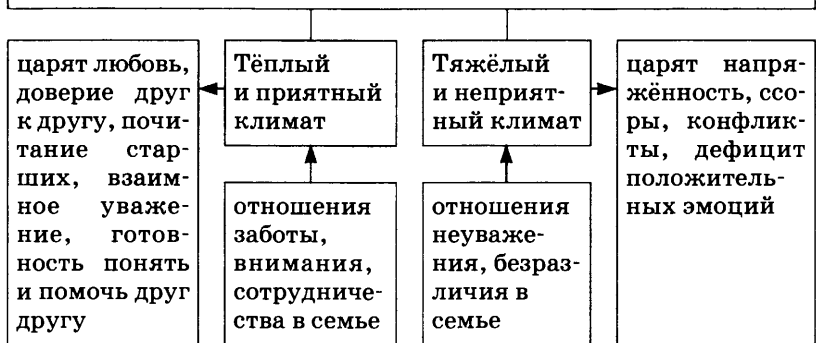 царят любовь,
доверие друг
к другу, почи-
тание стар-
ших, взаим-
ное уваже-
ние, готов-
ность понять
и помочь друг
другу
Тёплый
и приятный
климат
отношения
заботы,
внимания,
сотрудниче-
ства в семье
Тяжёлый
и неприят-
ный климат
отношения
неуваже-
ния, безраз-
личия в
семье
царят напря-
жённость, ссо-
ры, конфлик-
ты, дефицит
положитель-
ных эмоций